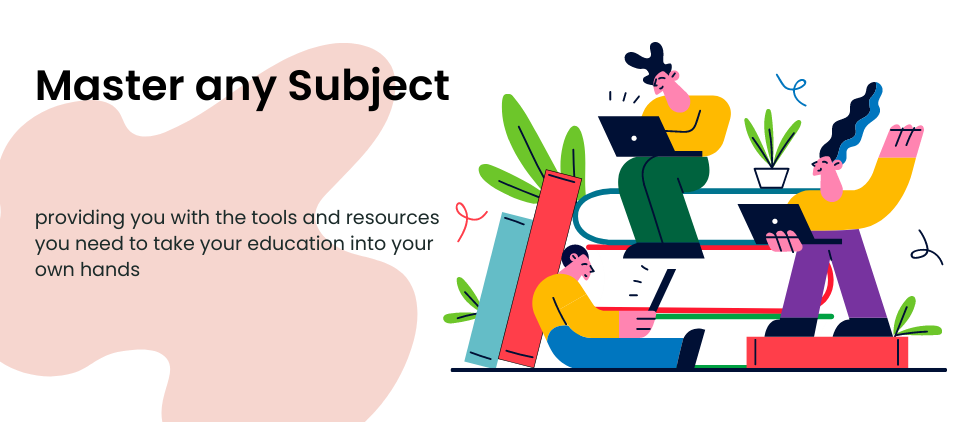 Master any Subject
providing you with the tools and resources
you need to take your education into your
own hands